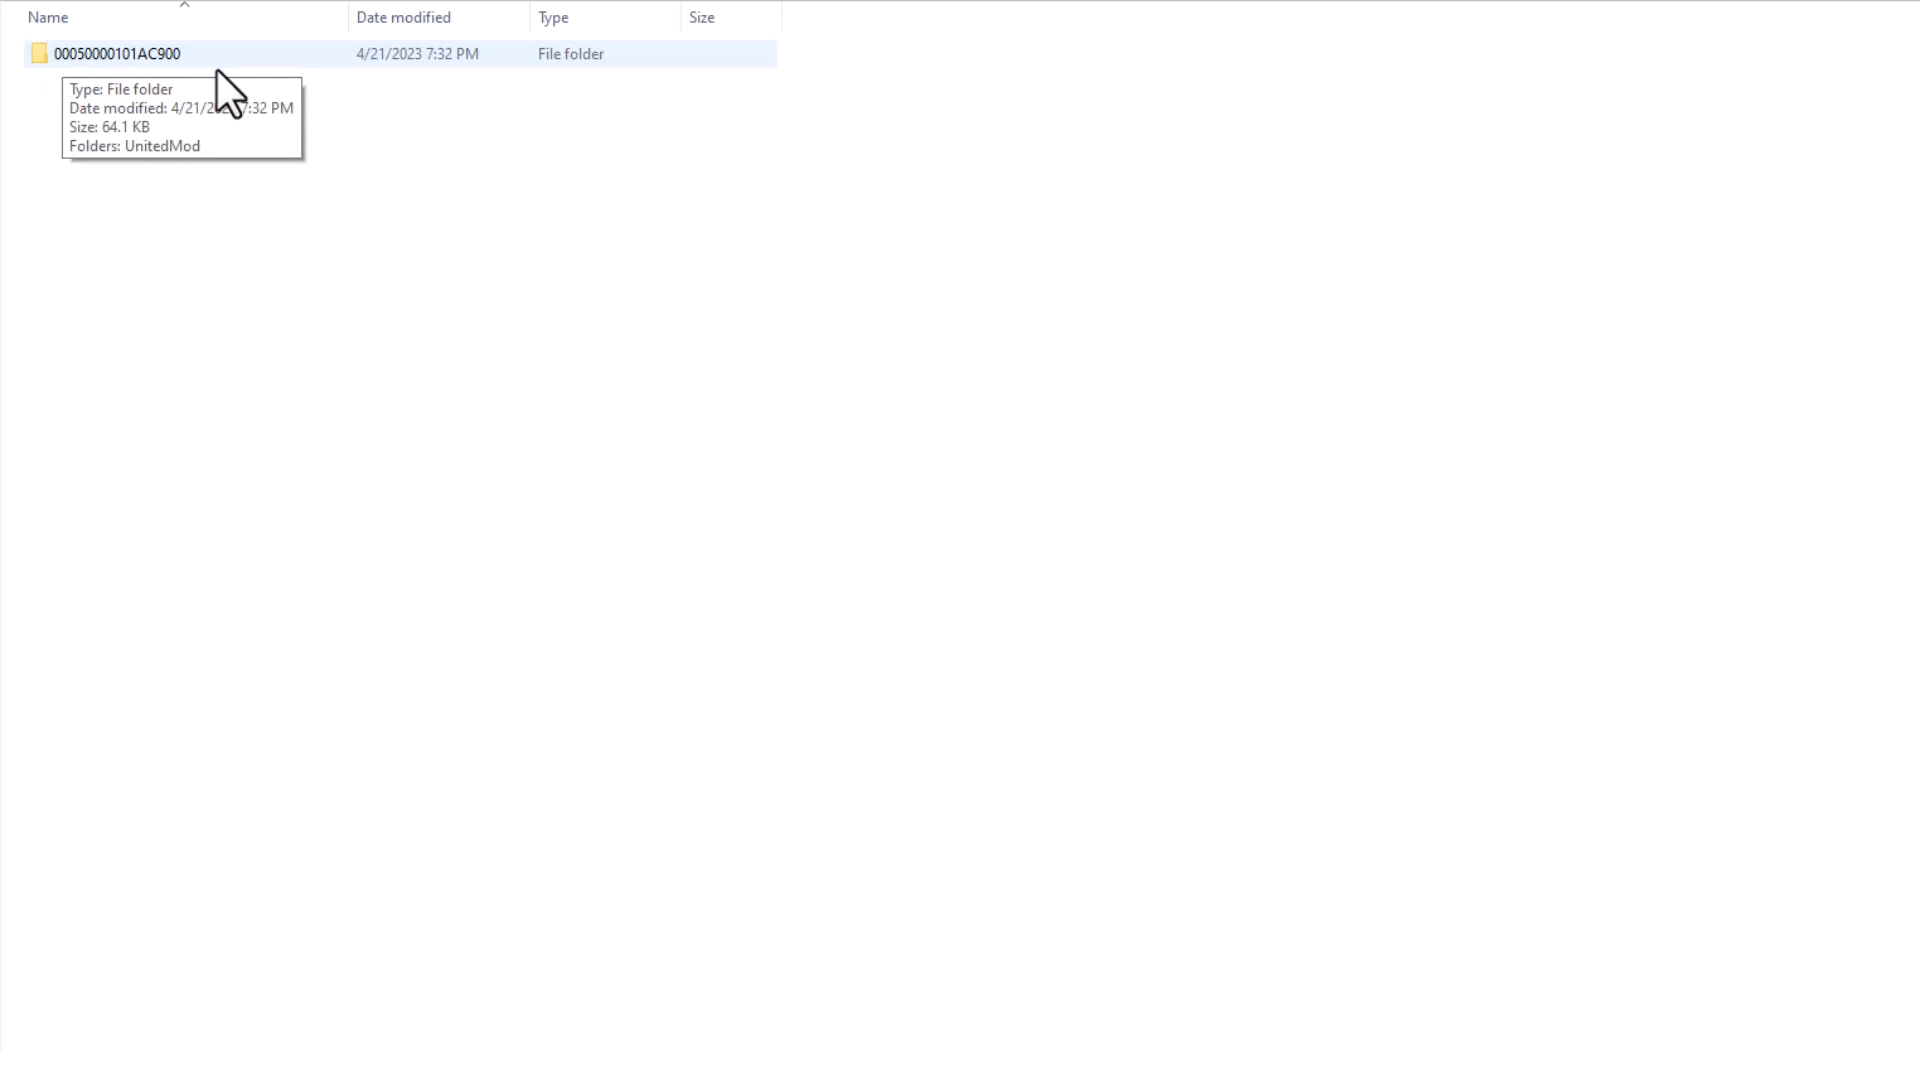 Name Date modified Type Size
00050000101AC900 4/21/2023 7:32 PM File folder
Type: File folder
Date modified: 4/21/2 7:32 PM
Size: 64.1 KB
Folders: UnitedMod